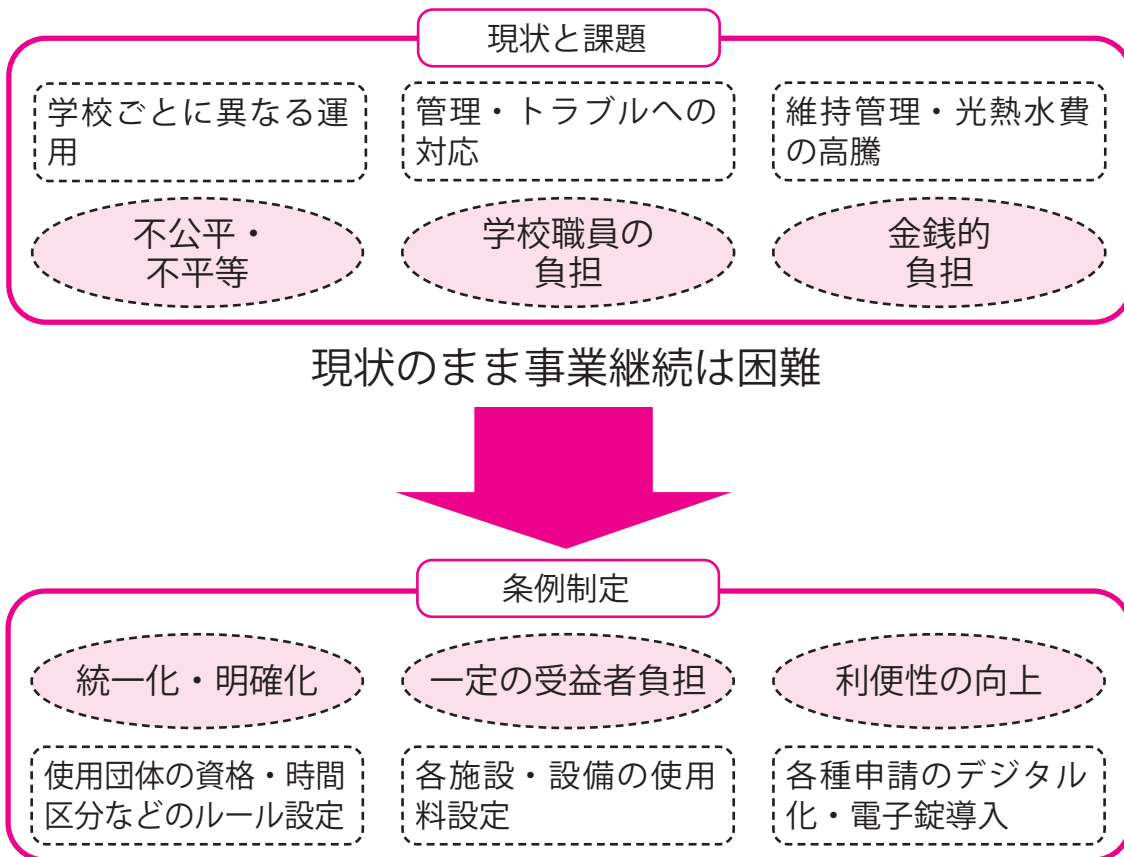 現状と課題
学校ごとに異なる運
用
管理・トラブルへの
対応
維持管理・光熱水費
の高騰
不公平・
不平等
学校職員の
負担
金銭的
負担
現状のまま事業継続は困難
条例制定
統一化・明確化
一定の受益者負担
利便性の向上
使用団体の資格・時間
区分などのルール設定
各施設・設備の使用
料設定
各種申請のデジタル
化・電子錠導入